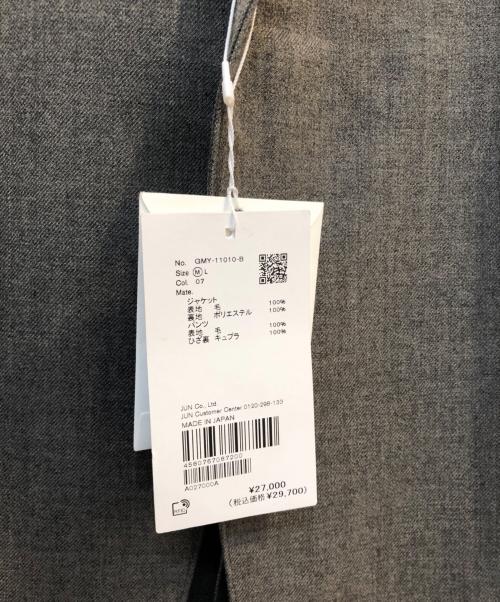 No. GMY-11010-B
Size Ⓜ L
Col. 07
Mate.
ジャケット
表地 毛 100%
裏地 ポリエステル 100%
パンツ
表地 毛 100%
ひざ裏 キュプラ 100%
JUN Co., Ltd.
JUN Customer Center 0120-298-133
MADE IN JAPAN
4580767087200
A027000A
¥27,000
(税込価格 ¥29,700)